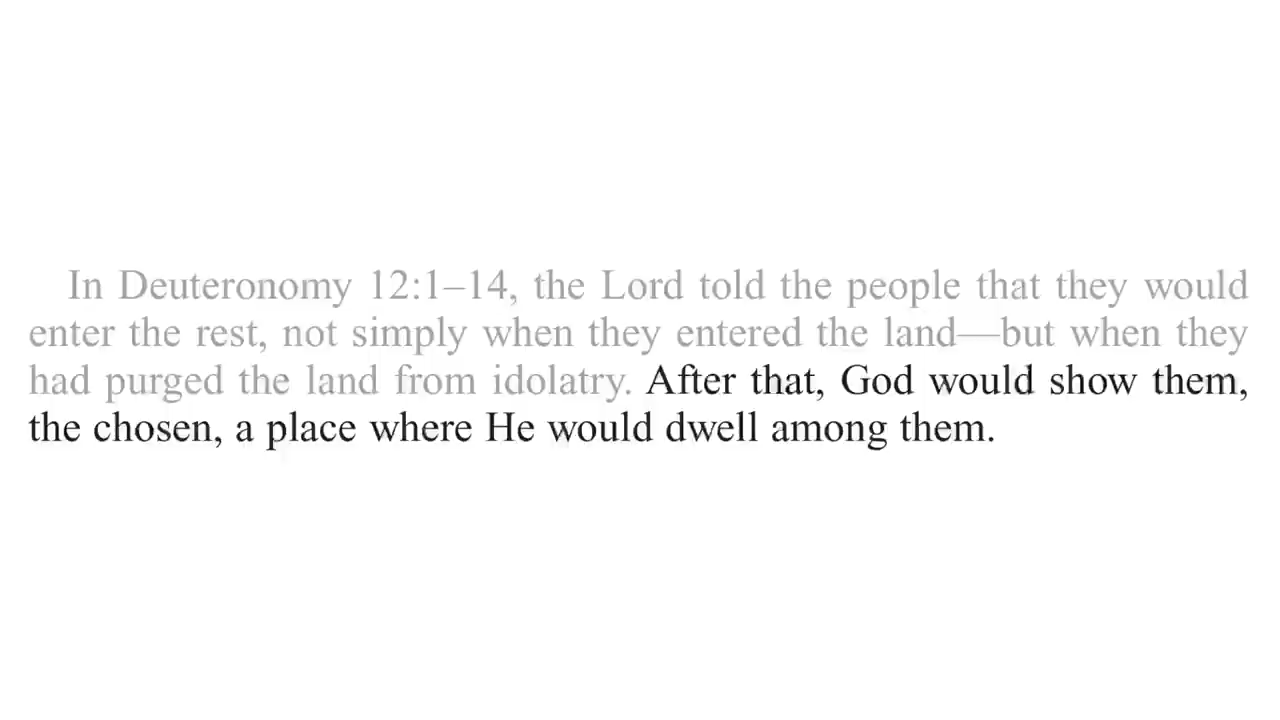 In Deuteronomy 12:1–14, the Lord told the people that they would
enter the rest, not simply when they entered the land—but when they
had purged the land from idolatry. After that, God would show them,
the chosen, a place where He would dwell among them.